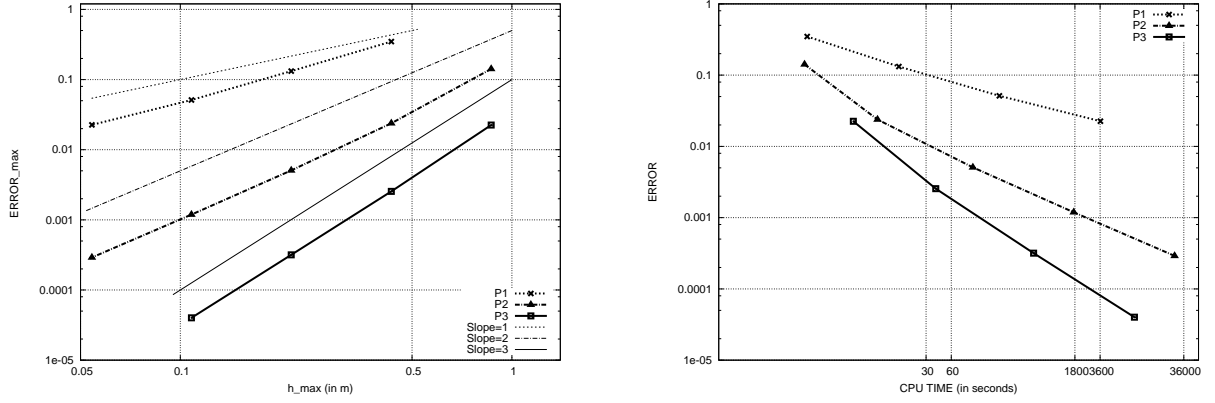 1
0.1
0.01
0.001
0.0001
1e-05
0.05
0.1
0.5
1
ERROR_max
h_max (in m)
P1
P2
P3
Slope=1
Slope=2
Slope=3
1
0.1
0.01
0.001
0.0001
1e-05
30
60
1800
3600
36000
ERROR
CPU TIME (in seconds)
P1
P2
P3